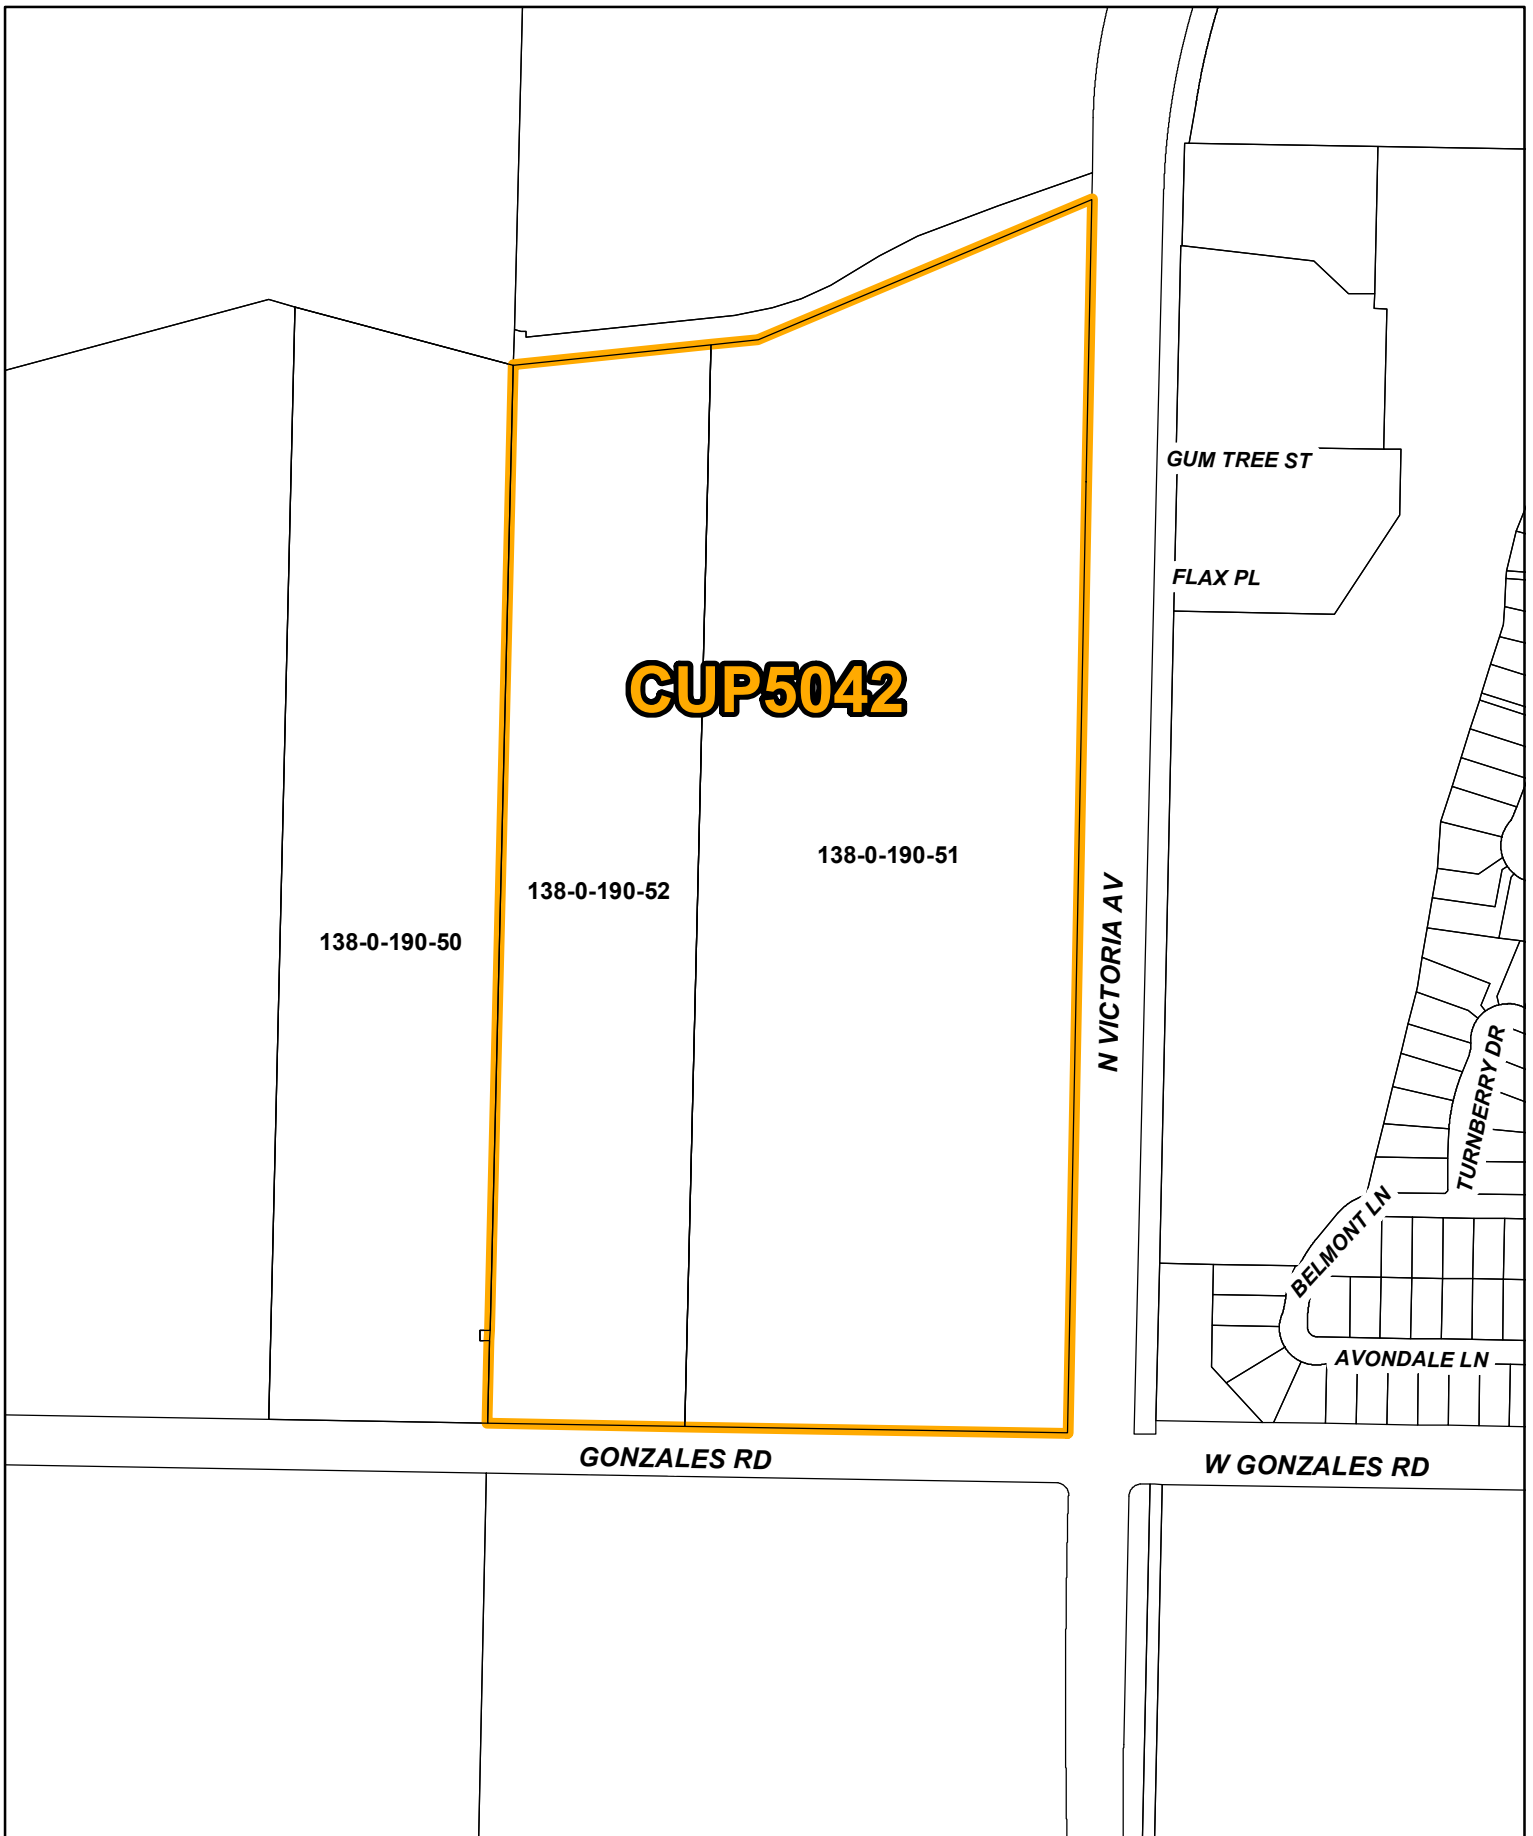 GUM TREE ST
FLAX PL
CUP5042
138-0-190-51
138-0-190-52
138-0-190-50
N VICTORIA AV
TURNBERRY DR
BELMONT LN
AVONDALE LN
GONZALES RD
W GONZALES RD